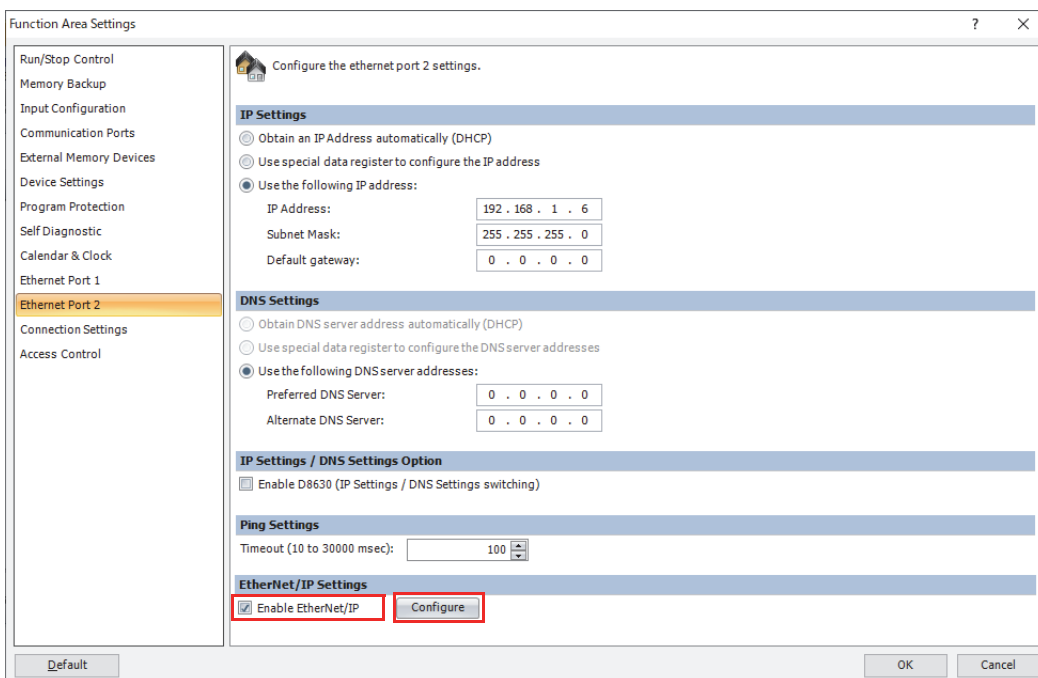 Function Area Settings
?
Run/Stop Control
Memory Backup
Input Configuration
Communication Ports
External Memory Devices
Device Settings
Program Protection
Self Diagnostic
Calendar & Clock
Ethernet Port 1
Ethernet Port 2
Connection Settings
Access Control
Configure the ethernet port 2 settings.
IP Settings
Obtain an IP Address automatically (DHCP)
Use special data register to configure the IP address
Use the following IP address:
IP Address: 192 . 168 . 1 . 6
Subnet Mask: 255 . 255 . 255 . 0
Default gateway: 0 . 0 . 0 . 0
DNS Settings
Obtain DNS server address automatically (DHCP)
Use special data register to configure the DNS server addresses
Use the following DNS server addresses:
Preferred DNS Server: 0 . 0 . 0 . 0
Alternate DNS Server: 0 . 0 . 0 . 0
IP Settings / DNS Settings Option
Enable D8630 (IP Settings / DNS Settings switching)
Ping Settings
Timeout (10 to 30000 msec): 100
EtherNet/IP Settings
Enable EtherNet/IP Configure
Default OK Cancel